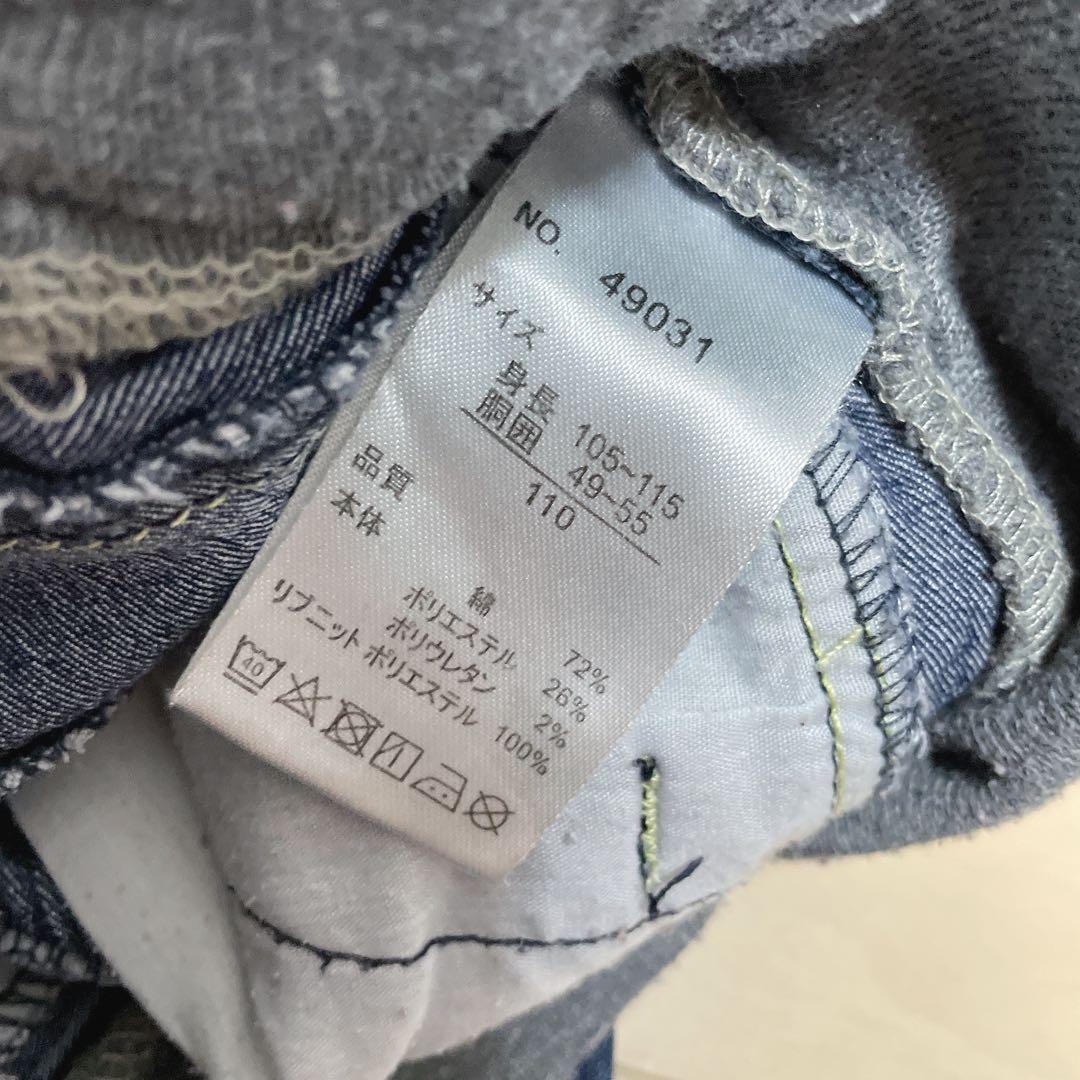 NO. 49031
サイズ
身長 105~115
胴囲 49~55
110
品質
本体
綿 72%
ポリエステル 26%
ポリウレタン 2%
リブニット ポリエステル 100%
40